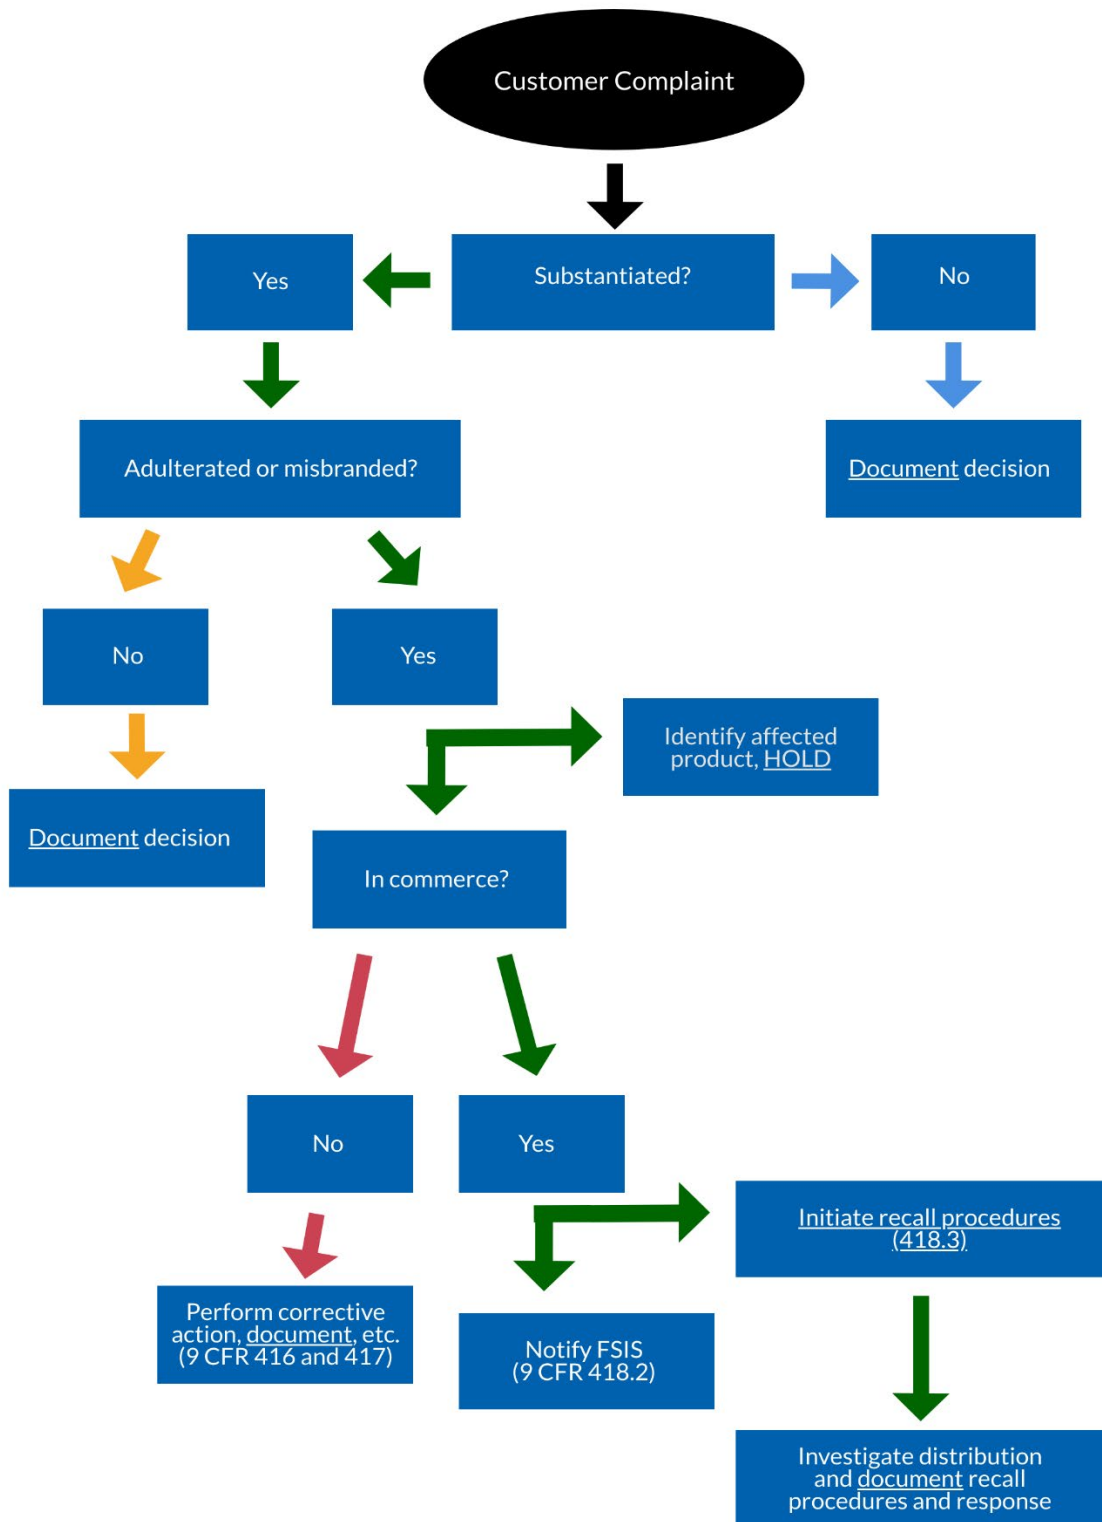 Customer Complaint
Yes
Substantiated?
No
Adulterated or misbranded?
Document decision
No
Yes
Identify affected
product, HOLD
Document decision
In commerce?
No
Yes
Initiate recall procedures
(418.3)
Perform corrective
action, document, etc.
(9 CFR 416 and 417)
Notify FSIS
(9 CFR 418.2)
Investigate distribution
and document recall
procedures and response